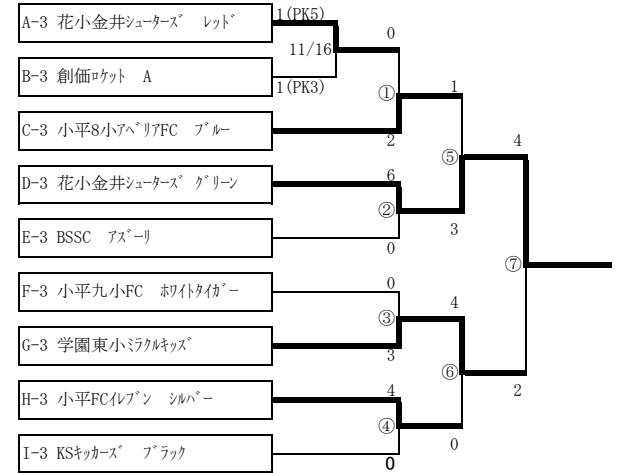 A-3 花小金井ｼｭｰﾀｰｽﾞ ﾚｯﾄﾞ
1(PK5)
0
11/16
B-3 創価ﾛｹｯﾄ A
1(PK3)
①
1
C-3 小平8小ｱﾍﾞﾘｱFC ﾌﾞﾙｰ
2
4
⑤
D-3 花小金井ｼｭｰﾀｰｽﾞ ｸﾞﾘｰﾝ
6
②
3
E-3 BSSC ｱｽﾞｰﾘ
0
⑦
F-3 小平九小FC ﾎﾜｲﾄﾀｲｶﾞｰ
0
4
③
G-3 学園東小ﾐﾗｸﾙｷｯｽﾞ
3
⑥
H-3 小平FCｲﾚﾌﾞﾝ ｼﾙﾊﾞｰ
4
2
④
0
I-3 KSｷｯｶｰｽﾞ ﾌﾞﾗｯｸ
0